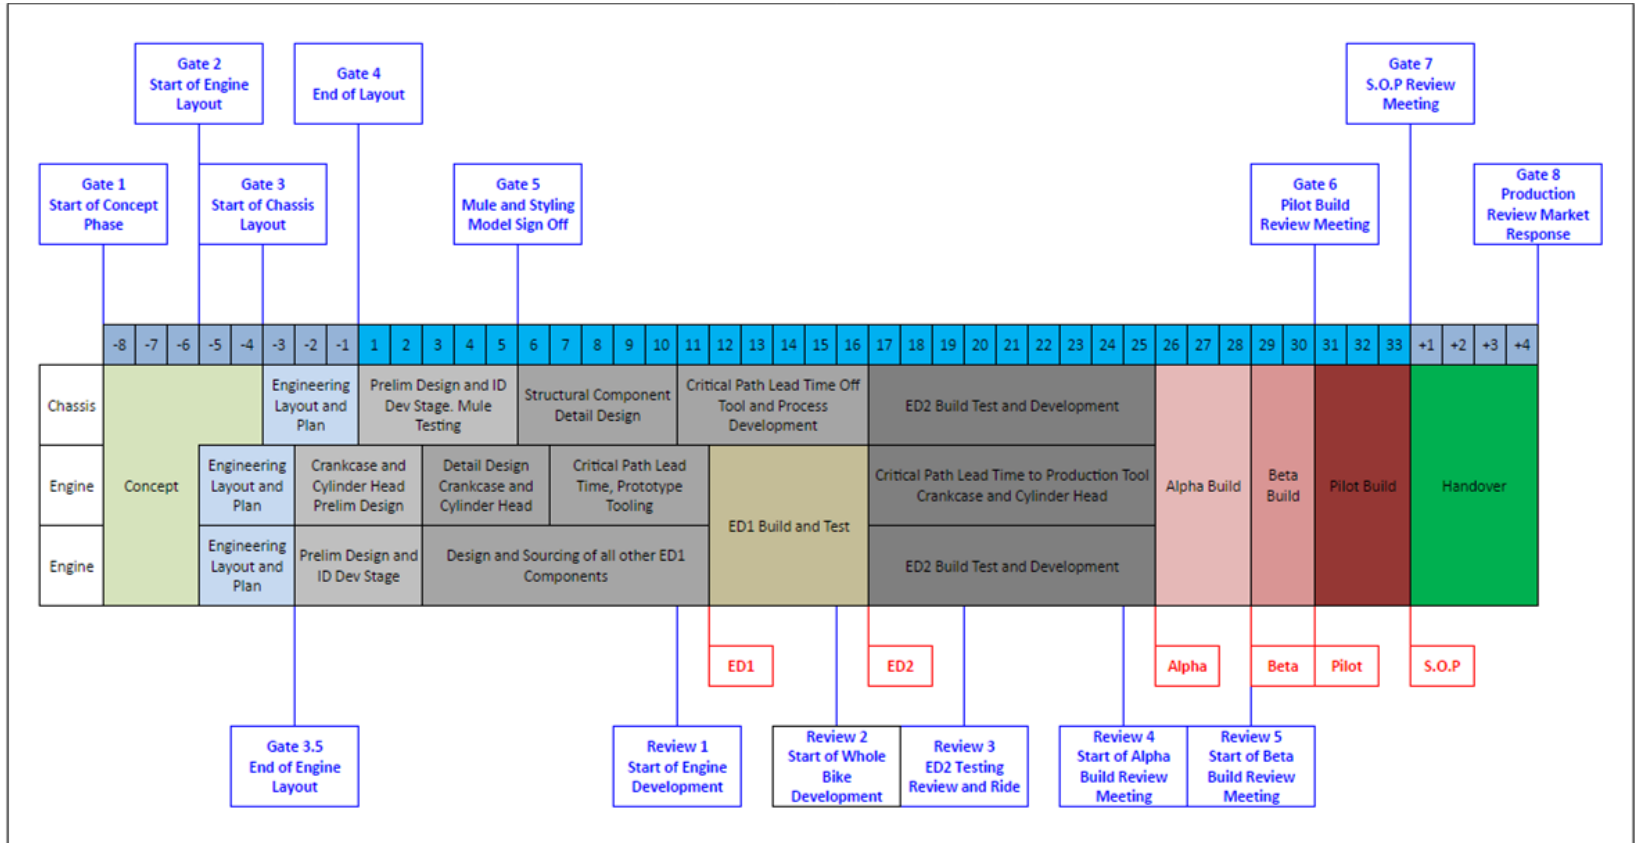 Gate 2
Start of Engine
Layout
Gate 4
End of Layout
Gate 7
S.O.P Review
Meeting
Gate 1
Start of Concept
Phase
Gate 3
Start of Chassis
Layout
Gate 5
Mule and Styling
Model Sign Off
Gate 6
Pilot Build
Review Meeting
Gate 8
Production
Review Market
Response
-8 -7 -6 -5 -4 -3 -2 -1 1 2 3 4 5 6 7 8 9 10 11 12 13 14 15 16 17 18 19 20 21 22 23 24 25 26 27 28 29 30 31 32 33 +1 +2 +3 +4
Chassis
Engineering
Layout and
Plan
Prelim Design and ID
Dev Stage. Mule
Testing
Structural Component
Detail Design
Critical Path Lead Time Off
Tool and Process
Development
ED2 Build Test and Development
Engine
Concept
Engineering
Layout and
Plan
Crankcase and
Cylinder Head
Prelim Design
Detail Design
Crankcase and
Cylinder Head
Critical Path Lead
Time, Prototype
Tooling
ED1 Build and Test
Critical Path Lead Time to Production Tool
Crankcase and Cylinder Head
Alpha Build
Beta
Build
Pilot Build
Handover
Engine
Engineering
Layout and
Plan
Prelim Design and
ID Dev Stage
Design and Sourcing of all other ED1
Components
ED2 Build Test and Development
ED1
ED2
Alpha
Beta
Pilot
S.O.P
Gate 3.5
End of Engine
Layout
Review 1
Start of Engine
Development
Review 2
Start of Whole
Bike
Development
Review 3
ED2 Testing
Review and Ride
Review 4
Start of Alpha
Build Review
Meeting
Review 5
Start of Beta
Build Review
Meeting